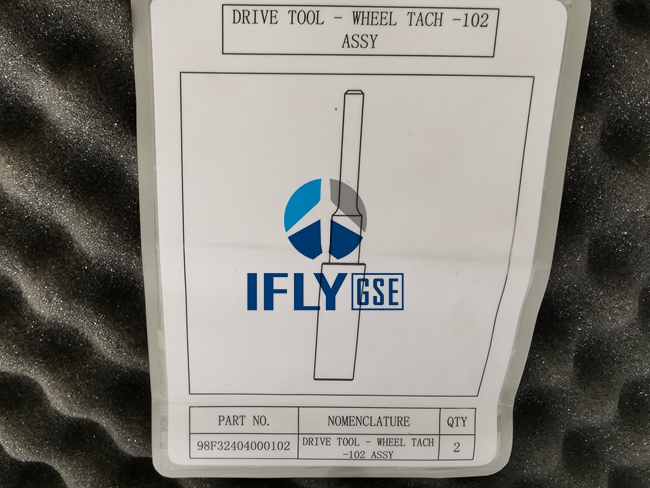 DRIVE TOOL - WHEEL TACH -102
ASSY
IFLY GSE
PART NO. NOMENCLATURE QTY
98F32404000102 DRIVE TOOL - WHEEL TACH 2
-102 ASSY